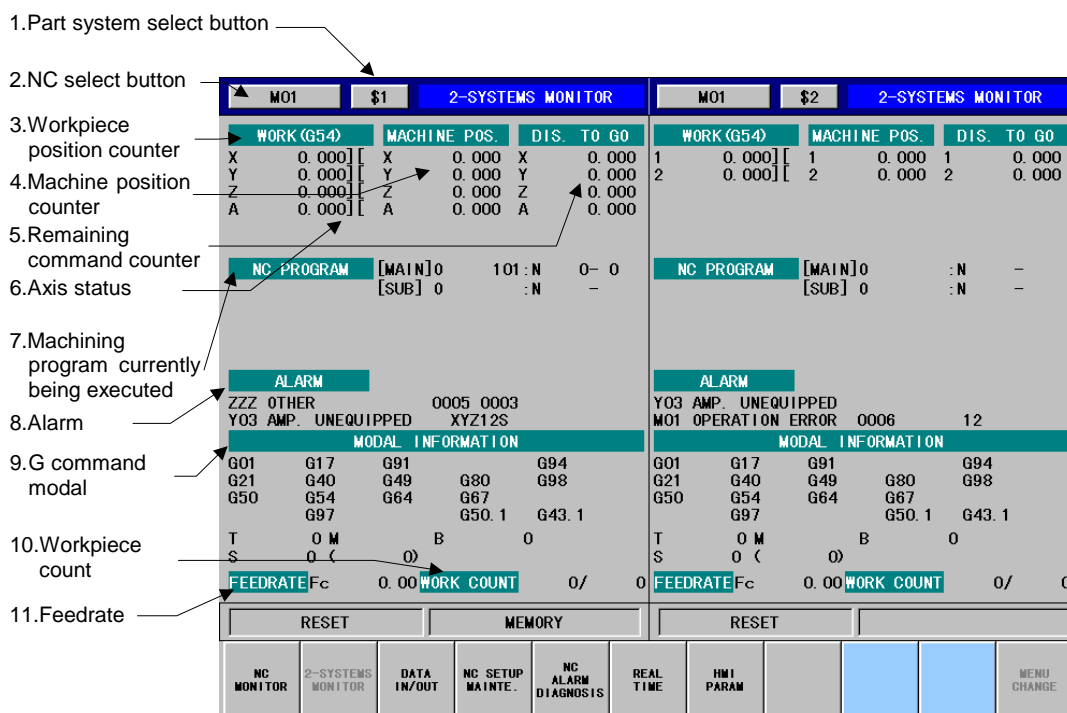 1.Part system select button
2.NC select button
3.Workpiece
position counter
4.Machine position
counter
5.Remaining
command counter
6.Axis status
7.Machining
program currently
being executed
8.Alarm
9.G command
modal
10.Workpiece
count
11.Feedrate
M01 $1 2-SYSTEMS MONITOR
WORK(G54) MACHINE POS. DIS. TO GO
X 0.000][ X 0.000 X 0.000
Y 0.000][ Y 0.000 Y 0.000
Z 0.000][ Z 0.000 Z 0.000
A 0.000][ A 0.000 A 0.000
NC PROGRAM [MAIN]O 101:N 0- 0
[SUB] O :N -
ALARM
ZZZ OTHER 0005 0003
Y03 AMP. UNEQUIPPED XYZ12S
MODAL INFORMATION
G01 G17 G91 G94
G21 G40 G49 G80 G98
G50 G54 G64 G67
G97 G50.1 G43.1
T 0 M B 0
S 0 ( 0)
FEEDRATE Fc 0.00 WORK COUNT 0/ 0
RESET MEMORY
M01 $2 2-SYSTEMS MONITOR
WORK(G54) MACHINE POS. DIS. TO GO
1 0.000][ 1 0.000 1 0.000
2 0.000][ 2 0.000 2 0.000
NC PROGRAM [MAIN]O :N -
[SUB] O :N -
ALARM
Y03 AMP. UNEQUIPPED
M01 OPERATION ERROR 0006 12
MODAL INFORMATION
G01 G17 G91 G94
G21 G40 G49 G80 G98
G50 G54 G64 G67
G97 G50.1 G43.1
T 0 M B 0
S 0 ( 0)
FEEDRATE Fc 0.00 WORK COUNT 0/ 0
RESET
NC
MONITOR
2-SYSTEMS
MONITOR
DATA
IN/OUT
NC SETUP
MAINTE.
NC
ALARM
DIAGNOSIS
REAL
TIME
HMI
PARAM
MENU
CHANGE